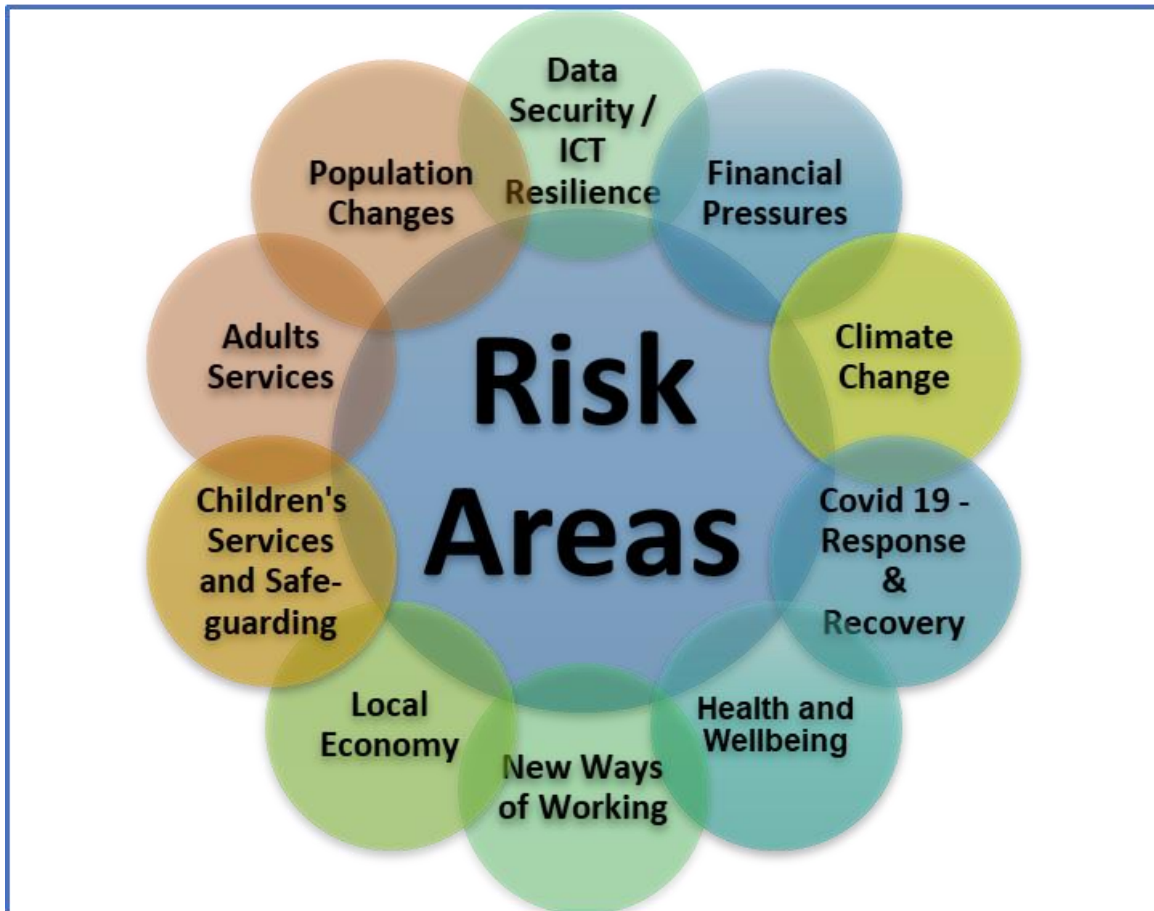 Data
Security /
ICT
Resilience
Financial
Pressures
Climate
Change
Covid 19 -
Response
&
Recovery
Health and
Wellbeing
New Ways
of Working
Local
Economy
Children's
Services
and Safe-
guarding
Adults
Services
Population
Changes
Risk
Areas